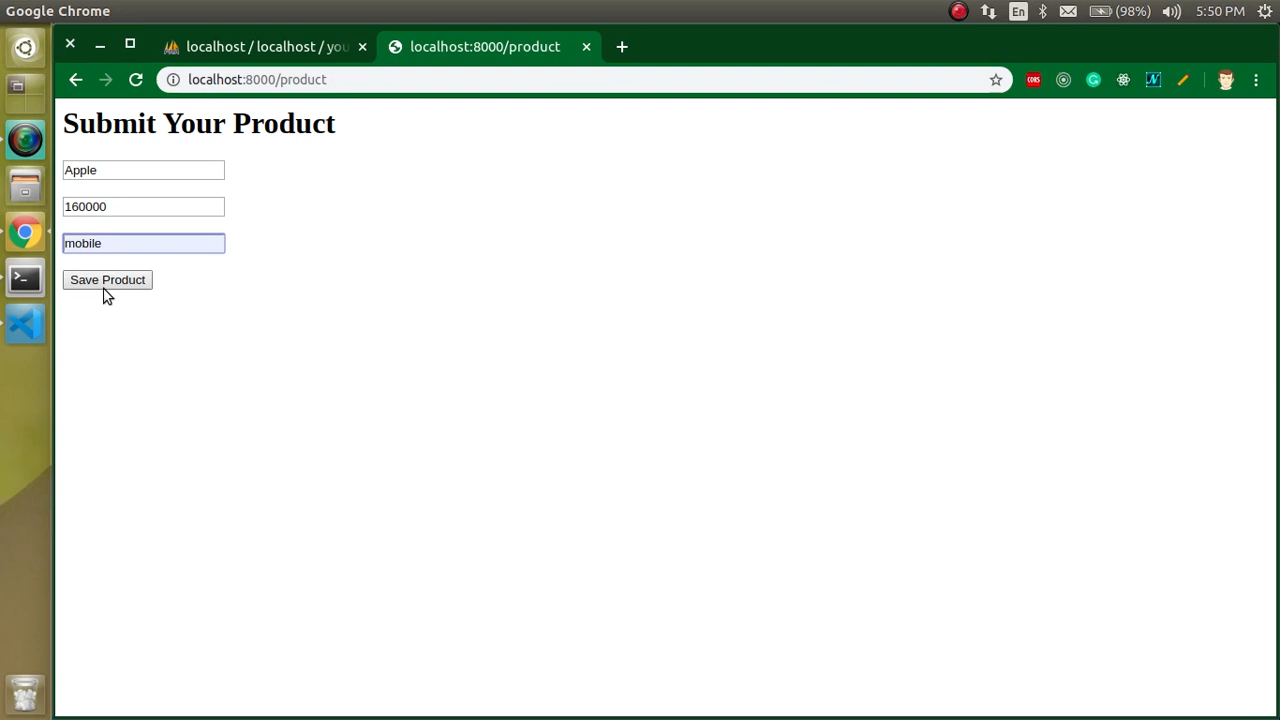 Google Chrome
En
(98%)
5:50 PM
localhost / localhost / you
localhost:8000/product
localhost:8000/product
CORS
Submit Your Product
Apple
160000
mobile
Save Product